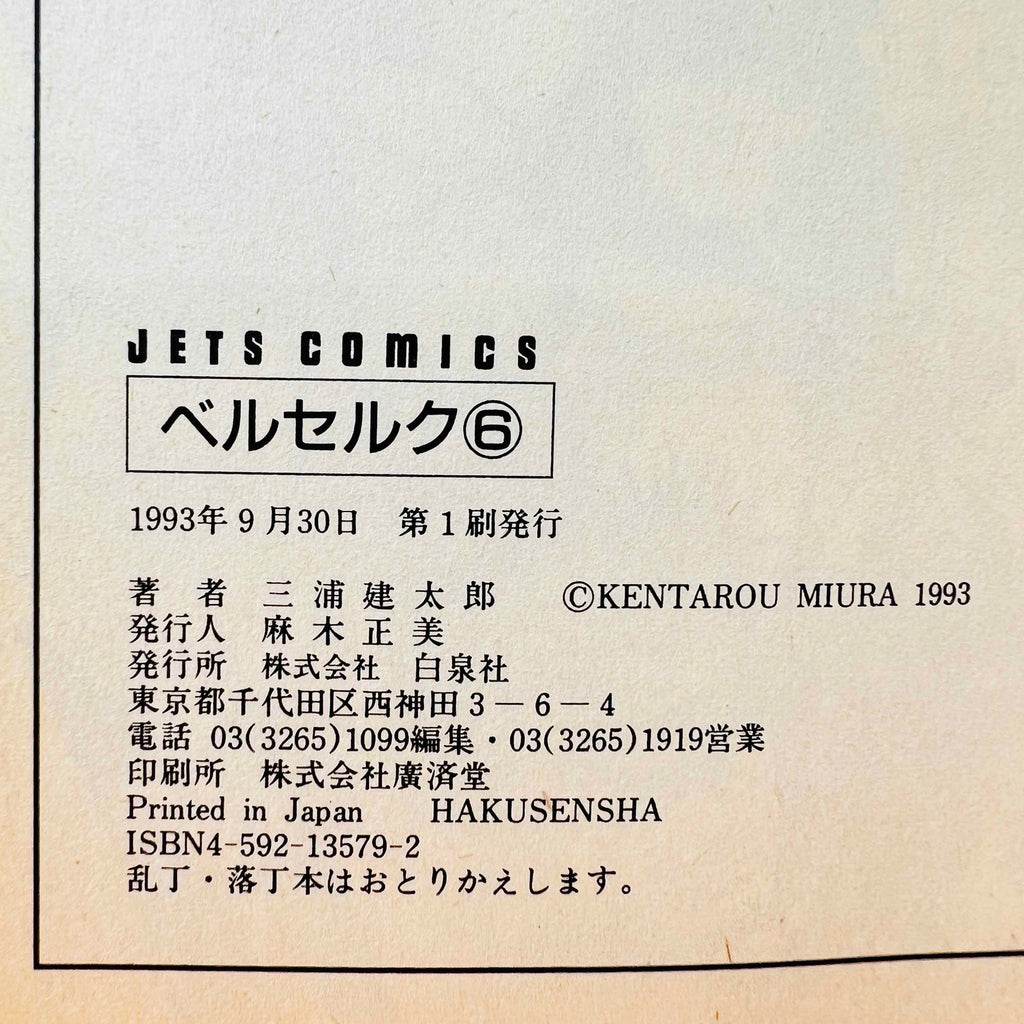 JETS COMICS
ベルセルク⑥
1993年9月30日 第1刷発行
著者 三浦建太郎 ©KENTAROU MIURA 1993
発行人 麻木正美
発行所 株式会社 白泉社
東京都千代田区西神田3－6－4
電話 03(3265)1099編集・03(3265)1919営業
印刷所 株式会社廣済堂
Printed in Japan HAKUSENSHA
ISBN4-592-13579-2
乱丁・落丁本はおとりかえします。